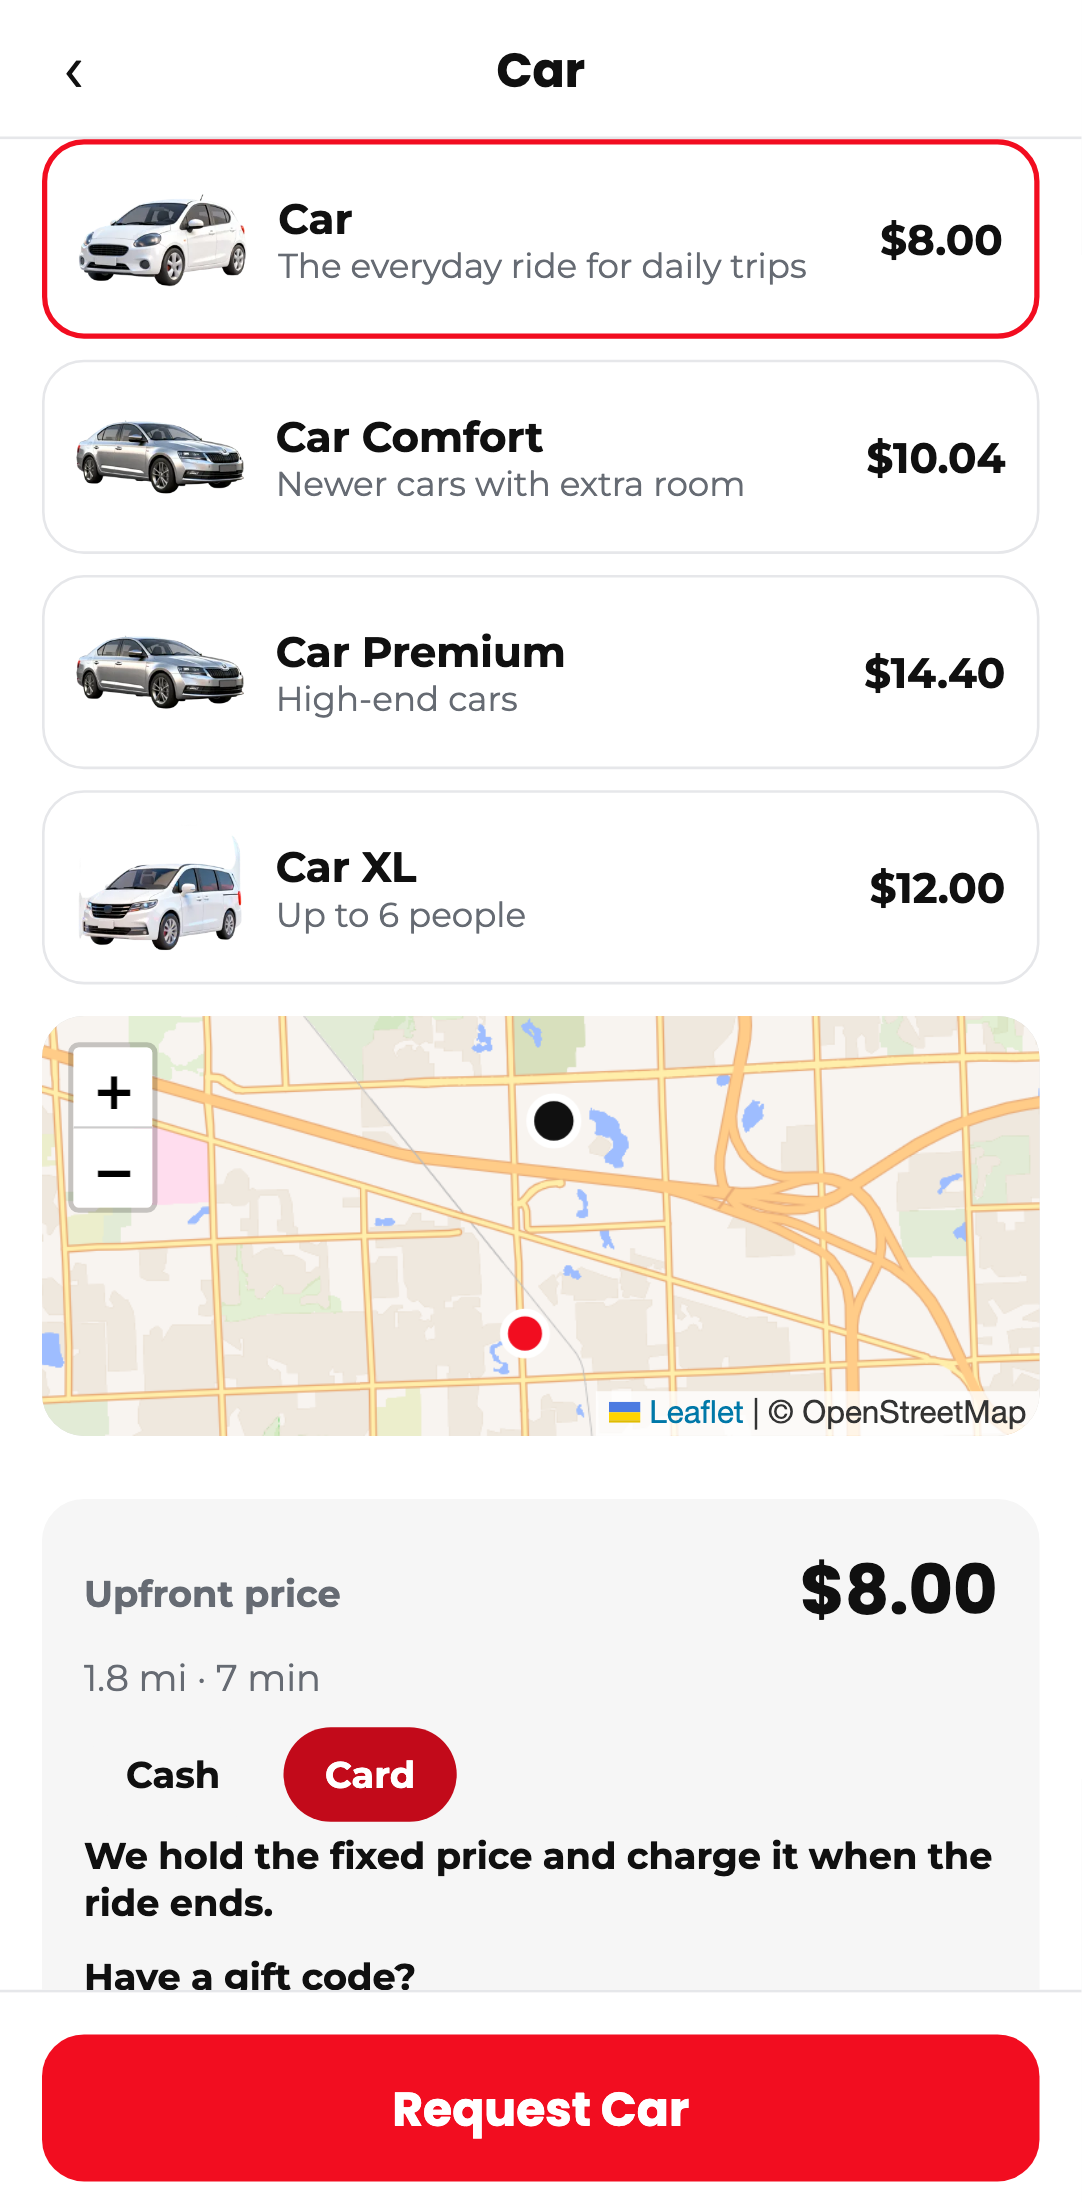 ‹
Car
Car
The everyday ride for daily trips
$8.00
Car Comfort
Newer cars with extra room
$10.04
Car Premium
High-end cars
$14.40
Car XL
Up to 6 people
$12.00
+
−
Leaflet | © OpenStreetMap
Upfront price
$8.00
1.8 mi · 7 min
Cash
Card
We hold the fixed price and charge it when the
ride ends.
Have a gift code?
Request Car